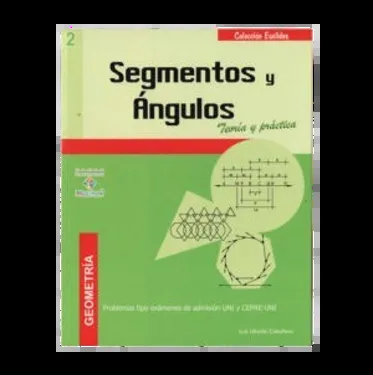 2
Colección Euclides
Segmentos y
Ángulos
Teoría y práctica
GEOMETRÍA
Problemas tipo exámenes de admisión UNI y CEPRE-UNI